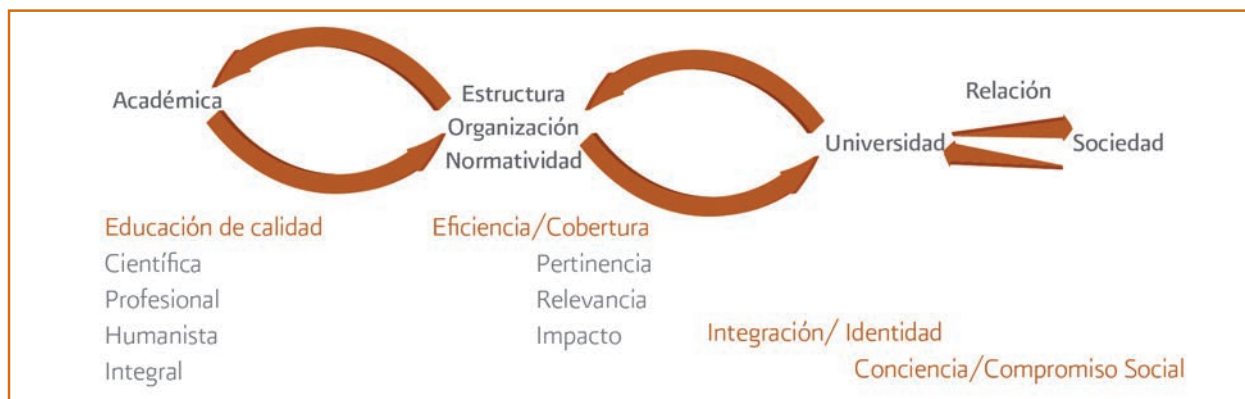 Académica
Estructura
Organización
Normatividad
Universidad
Relación
Sociedad
Educación de calidad
Científica
Profesional
Humanista
Integral
Eficiencia/Cobertura
Pertinencia
Relevancia
Impacto
Integración/ Identidad
Conciencia/Compromiso Social